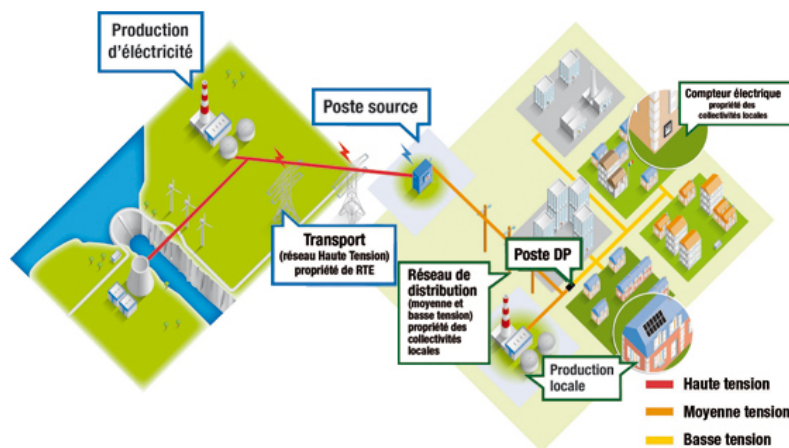 Production
d'éléctricité
Poste source
Compteur électrique
propriété des
collectivités locales
Transport
(réseau Haute Tension)
propriété de RTE
Poste DP
Réseau de
distribution
(moyenne et
basse tension)
propriété des
collectivités
locales
Production
locale
Haute tension
Moyenne tension
Basse tension